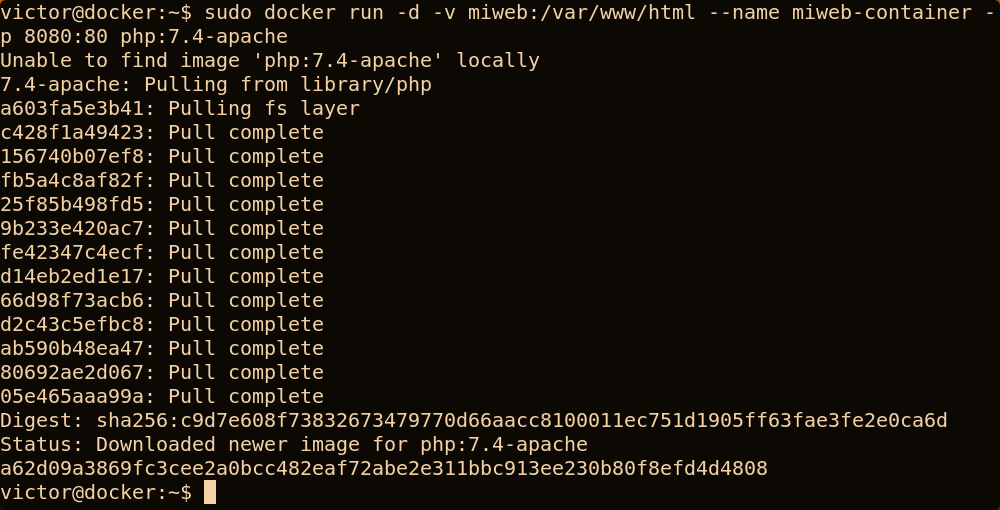 victor@docker:~$ sudo docker run -d -v miweb:/var/www/html --name miweb-container -
p 8080:80 php:7.4-apache
Unable to find image 'php:7.4-apache' locally
7.4-apache: Pulling from library/php
a603fa5e3b41: Pulling fs layer
c428f1a49423: Pull complete
156740b07ef8: Pull complete
fb5a4c8af82f: Pull complete
25f85b498fd5: Pull complete
9b233e420ac7: Pull complete
fe42347c4ecf: Pull complete
d14eb2ed1e17: Pull complete
66d98f73acb6: Pull complete
d2c43c5efbc8: Pull complete
ab590b48ea47: Pull complete
80692ae2d067: Pull complete
05e465aaa99a: Pull complete
Digest: sha256:c9d7e608f73832673479770d66aacc8100011ec751d1905ff63fae3fe2e0ca6d
Status: Downloaded newer image for php:7.4-apache
a62d09a3869fc3cee2a0bcc482eaf72abe2e311bbc913ee230b80f8efd4d4808
victor@docker:~$